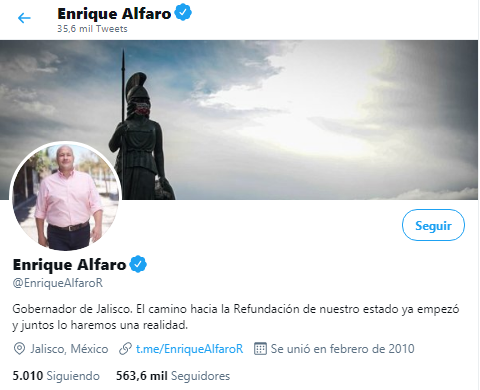 Enrique Alfaro
35,6 mil Tweets
Seguir
Enrique Alfaro
@EnriqueAlfaroR
Gobernador de Jalisco. El camino hacia la Refundación de nuestro estado ya empezó
y juntos lo haremos una realidad.
Jalisco, México t.me/EnriqueAlfaroR Se unió en febrero de 2010
5.010 Siguiendo 563,6 mil Seguidores